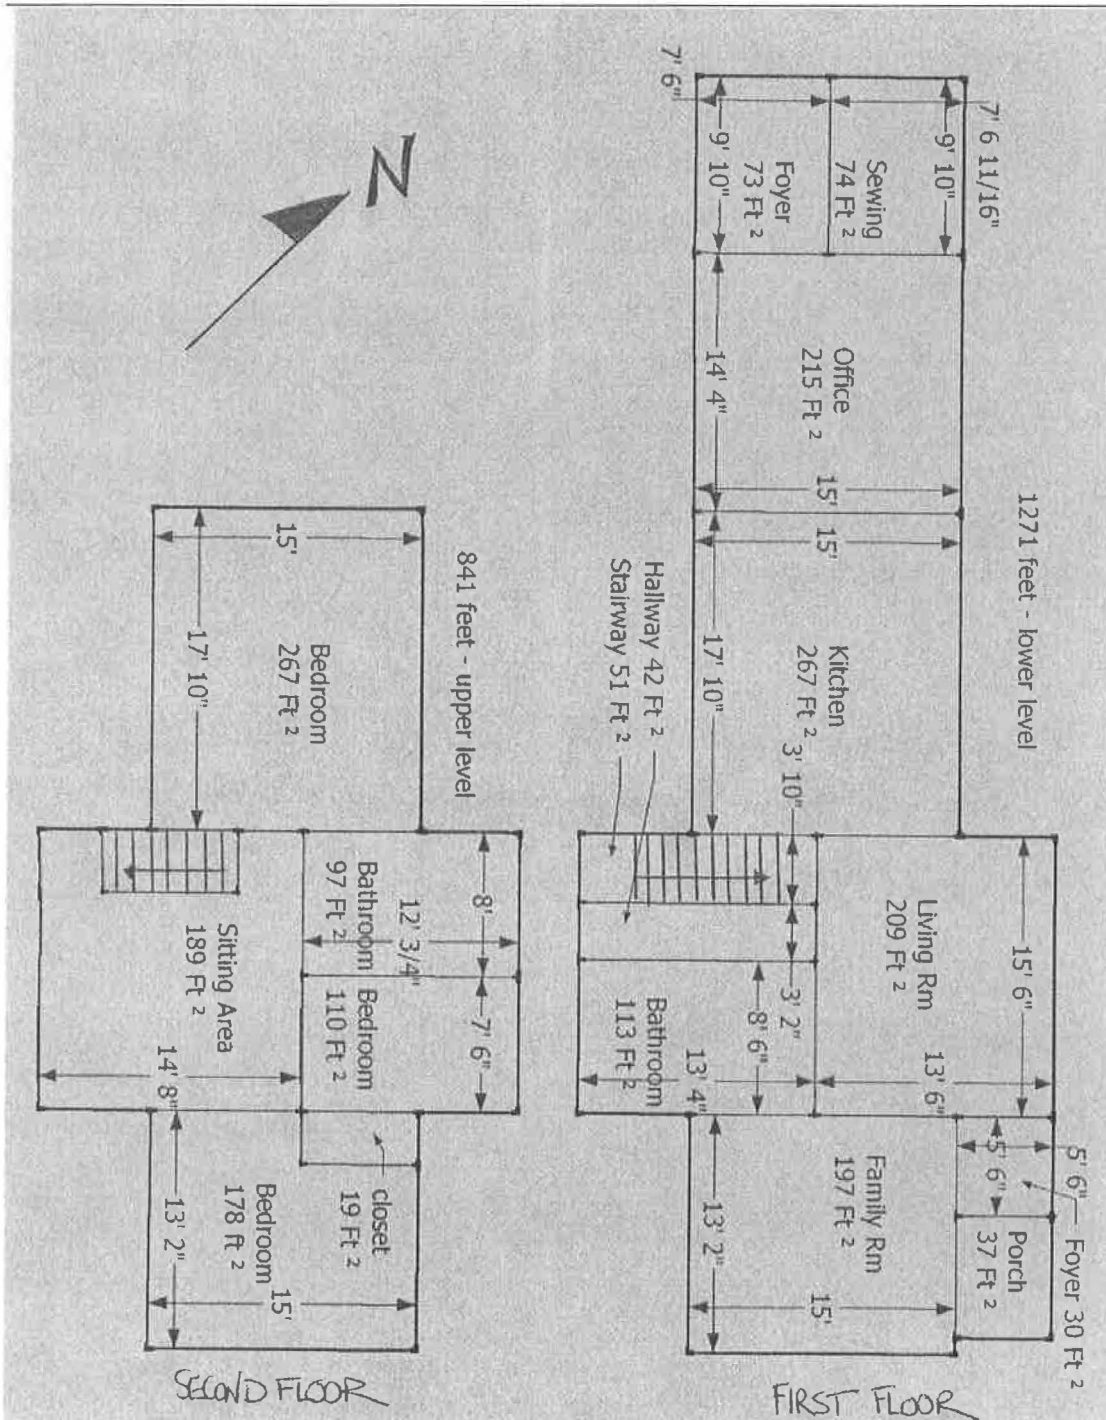 N
1271 feet - lower level
7' 6"
7' 6 11/16"
9' 10"
9' 10"
Foyer
73 Ft ²
Sewing
74 Ft ²
Office
215 Ft ²
14' 4"
15'
15'
Kitchen
267 Ft ²
17' 10"
Hallway 42 Ft ²
Stairway 51 Ft ²
3' 10"
3' 2"
8' 6"
Living Rm
209 Ft ²
15' 6"
13' 6"
Bathroom
113 Ft ²
13' 4"
5' 6"
5' 6"
Foyer 30 Ft ²
Porch
37 Ft ²
Family Rm
197 Ft ²
13' 2"
15'
FIRST FLOOR
841 feet - upper level
15'
17' 10"
Bedroom
267 Ft ²
Bathroom
97 Ft ²
12' 3/4"
8'
7' 6"
Bedroom
110 Ft ²
Sitting Area
189 Ft ²
14' 8"
closet
19 Ft ²
Bedroom
178 ft ²
13' 2"
15'
SECOND FLOOR